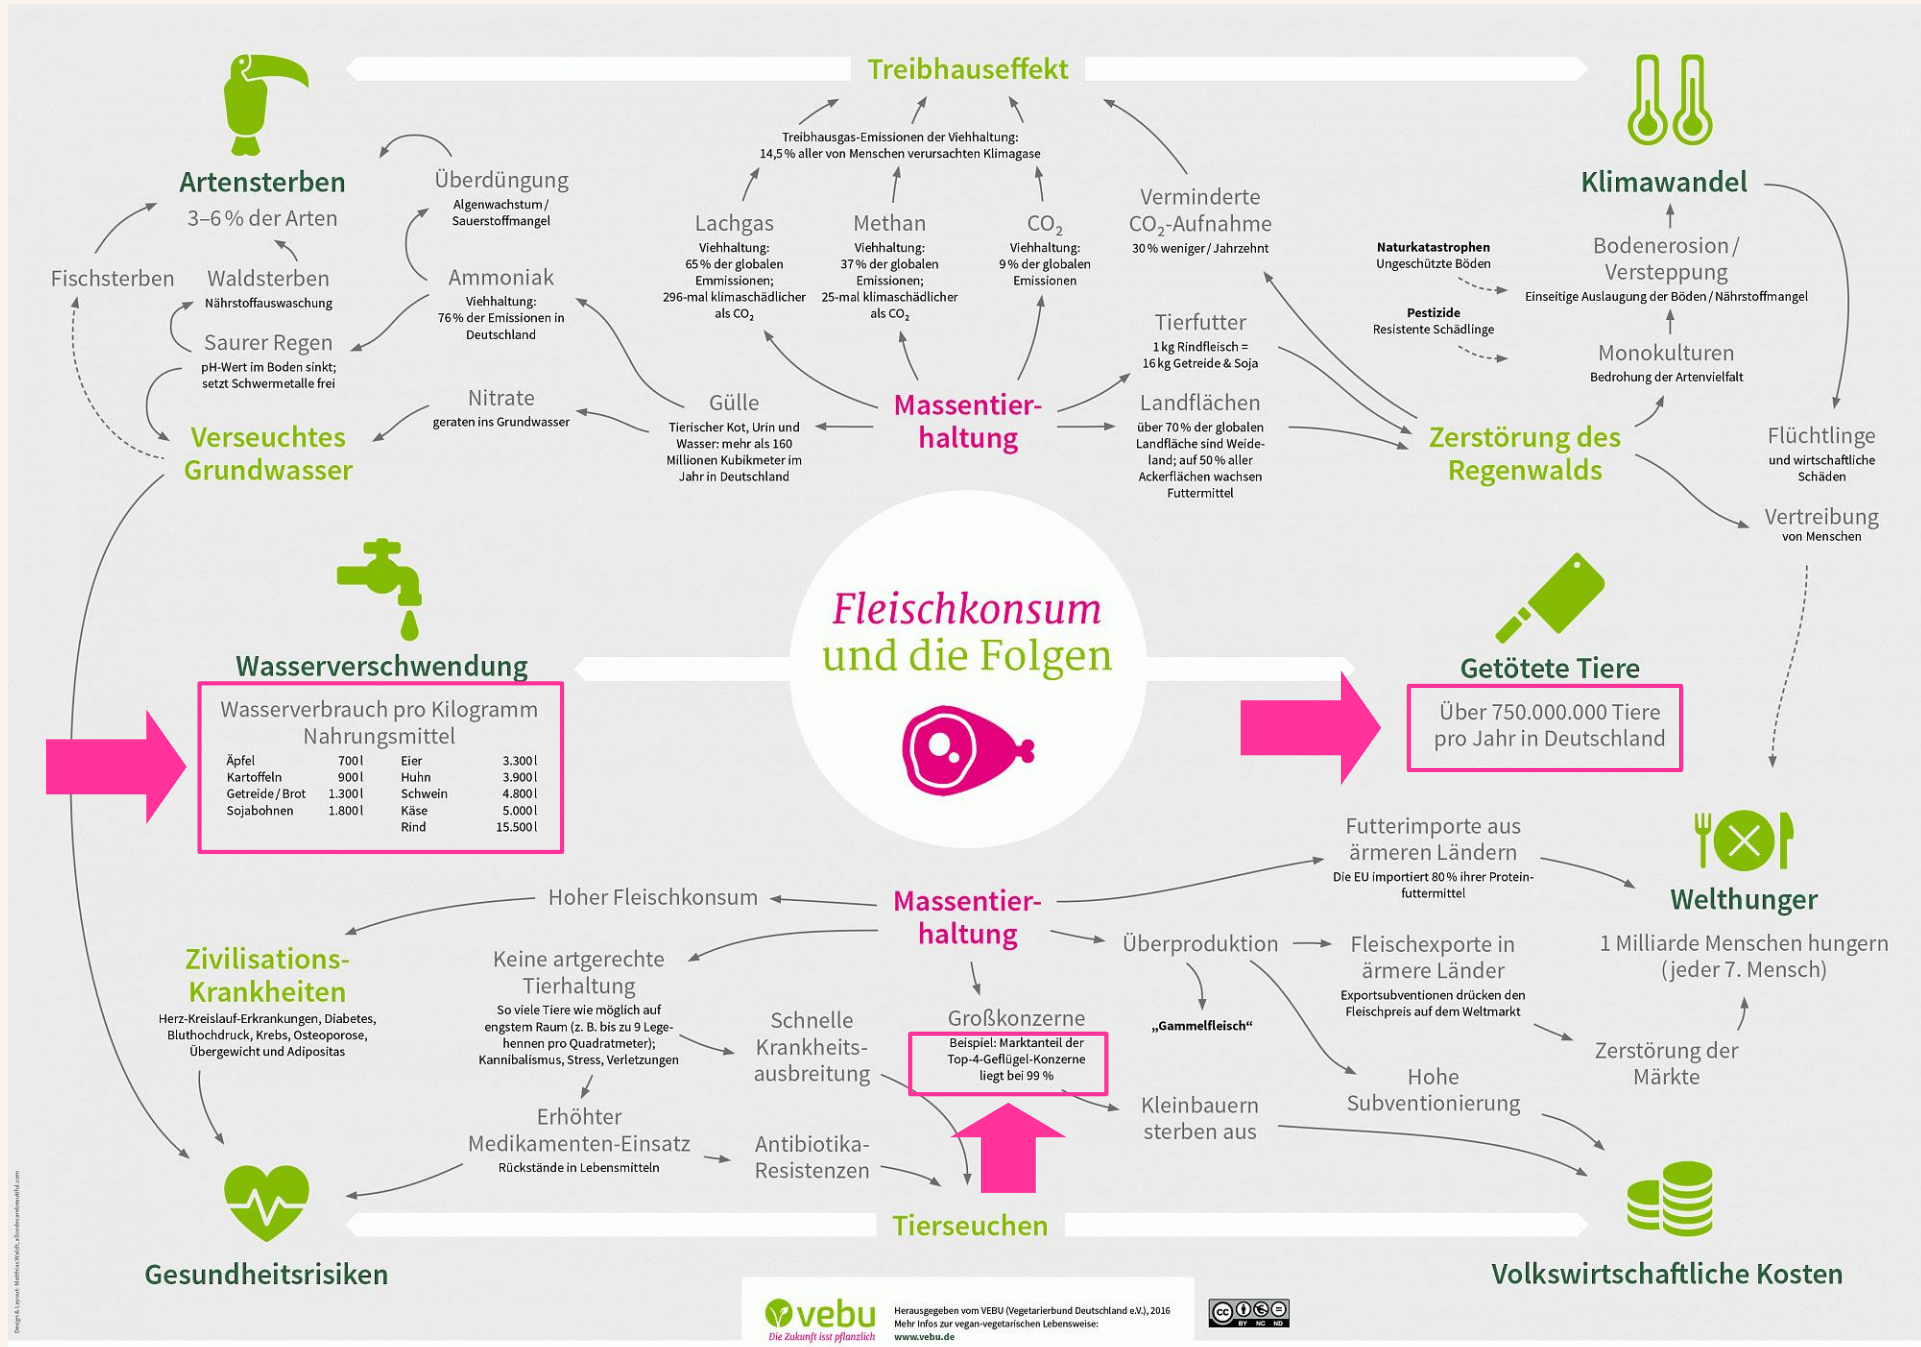 Treibhauseffekt
Treibhausgas-Emissionen der Viehhaltung:
14,5 % aller von Menschen verursachten Klimagase
Artensterben
3–6 % der Arten
Überdüngung
Algenwachstum /
Sauerstoffmangel
Fischsterben
Waldsterben
Nährstoffauswaschung
Ammoniak
Viehhaltung:
76 % der Emissionen in
Deutschland
Saurer Regen
pH-Wert im Boden sinkt;
setzt Schwermetalle frei
Nitrate
geraten ins Grundwasser
Verseuchtes
Grundwasser
Gülle
Tierischer Kot, Urin und
Wasser: mehr als 160
Millionen Kubikmeter im
Jahr in Deutschland
Lachgas
Viehhaltung:
65 % der globalen
Emmissionen;
296-mal klimaschädlicher
als CO₂
Methan
Viehhaltung:
37 % der globalen
Emissionen;
25-mal klimaschädlicher
als CO₂
CO₂
Viehhaltung:
9 % der globalen
Emissionen
Massentier-
haltung
Verminderte
CO₂-Aufnahme
30 % weniger / Jahrzehnt
Tierfutter
1 kg Rindfleisch =
16 kg Getreide & Soja
Landflächen
über 70 % der globalen
Landfläche sind Weide-
land; auf 50 % aller
Ackerflächen wachsen
Futtermittel
Klimawandel
Naturkatastrophen
Ungeschützte Böden
Bodenerosion /
Versteppung
Einseitige Auslaugung der Böden / Nährstoffmangel
Pestizide
Resistente Schädlinge
Monokulturen
Bedrohung der Artenvielfalt
Zerstörung des
Regenwalds
Flüchtlinge
und wirtschaftliche
Schäden
Vertreibung
von Menschen
Fleischkonsum
und die Folgen
Wasserverschwendung
Wasserverbrauch pro Kilogramm
Nahrungsmittel
Äpfel 700 l Eier 3.300 l
Kartoffeln 900 l Huhn 3.900 l
Getreide / Brot 1.300 l Schwein 4.800 l
Sojabohnen 1.800 l Käse 5.000 l
Rind 15.500 l
Getötete Tiere
Über 750.000.000 Tiere
pro Jahr in Deutschland
Massentier-
haltung
Hoher Fleischkonsum
Zivilisations-
Krankheiten
Herz-Kreislauf-Erkrankungen, Diabetes,
Bluthochdruck, Krebs, Osteoporose,
Übergewicht und Adipositas
Keine artgerechte
Tierhaltung
So viele Tiere wie möglich auf
engstem Raum (z. B. bis zu 9 Lege-
hennen pro Quadratmeter);
Kannibalismus, Stress, Verletzungen
Schnelle
Krankheits-
ausbreitung
Erhöhter
Medikamenten-Einsatz
Rückstände in Lebensmitteln
Antibiotika-
Resistenzen
Großkonzerne
Beispiel: Marktanteil der
Top-4-Geflügel-Konzerne
liegt bei 99 %
Kleinbauern
sterben aus
Überproduktion
„Gammelfleisch“
Futterimporte aus
ärmeren Ländern
Die EU importiert 80 % ihrer Protein-
futtermittel
Fleischexporte in
ärmere Länder
Exportsubventionen drücken den
Fleischpreis auf dem Weltmarkt
Hohe
Subventionierung
Welthunger
1 Milliarde Menschen hungern
(jeder 7. Mensch)
Zerstörung der
Märkte
Tierseuchen
Gesundheitsrisiken
Volkswirtschaftliche Kosten
vebu
Die Zukunft isst pflanzlich
Herausgegeben vom VEBU (Vegetarierbund Deutschland e.V.), 2016
Mehr Infos zur vegan-vegetarischen Lebensweise:
www.vebu.de
cc
BY NC ND